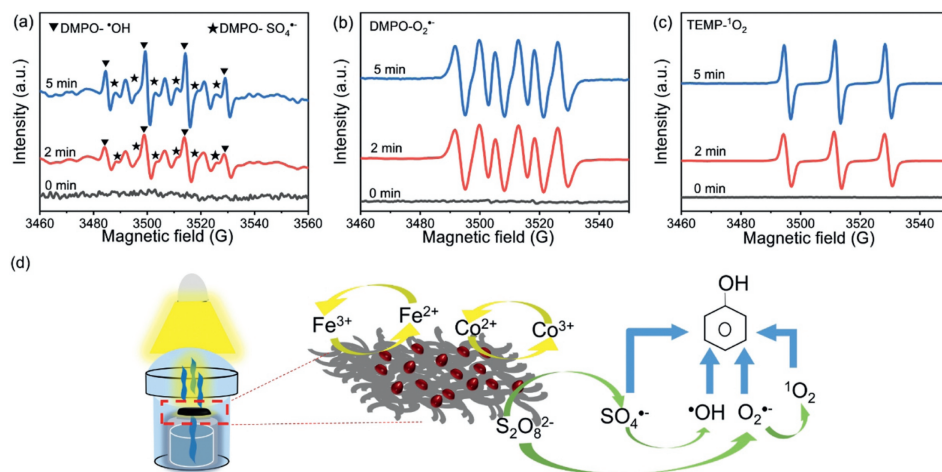 (a)
▼DMPO- •OH ★DMPO- SO₄•⁻
5 min
2 min
0 min
Intensity (a.u.)
3460 3480 3500 3520 3540 3560
Magnetic field (G)
(b)
DMPO-O₂•⁻
5 min
2 min
0 min
Intensity (a.u.)
3460 3490 3520 3550
Magnetic field (G)
(c)
TEMP-¹O₂
5 min
2 min
0 min
Intensity (a.u.)
3460 3480 3500 3520 3540
Magnetic field (G)
(d)
Fe³⁺ Fe²⁺ Co²⁺ Co³⁺
S₂O₈²⁻
OH
SO₄•⁻ •OH O₂•⁻ ¹O₂